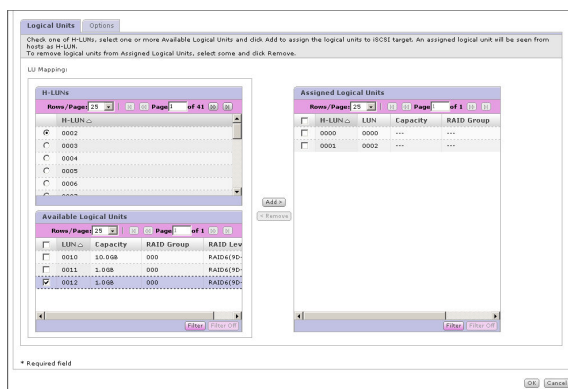 Logical Units Options
Check one of H-LUNs, select one or more Available Logical Units and click Add to assign the logical units to iSCSI target. An assigned logical unit will be seen from
hosts as H-LUN.
To remove logical units from Assigned Logical Units, select some and click Remove.
LU Mapping:
H-LUNs
Rows/Page: 25 Page 1 of 41
H-LUN
0002
0003
0004
0005
0006
Available Logical Units
Rows/Page: 25 Page 1 of 1
LUN Capacity RAID Group RAID Lev
0010 10.0GB 000 RAID6(9D-
0011 1.0GB 000 RAID6(9D-
0012 1.0GB 000 RAID6(9D-
Filter Filter Off
Add >
< Remove
Assigned Logical Units
Rows/Page: 25 Page 1 of 1
H-LUN LUN Capacity RAID Group
0000 0000 --- ---
0001 0002 --- ---
Filter Filter Off
* Required field
OK Cancel